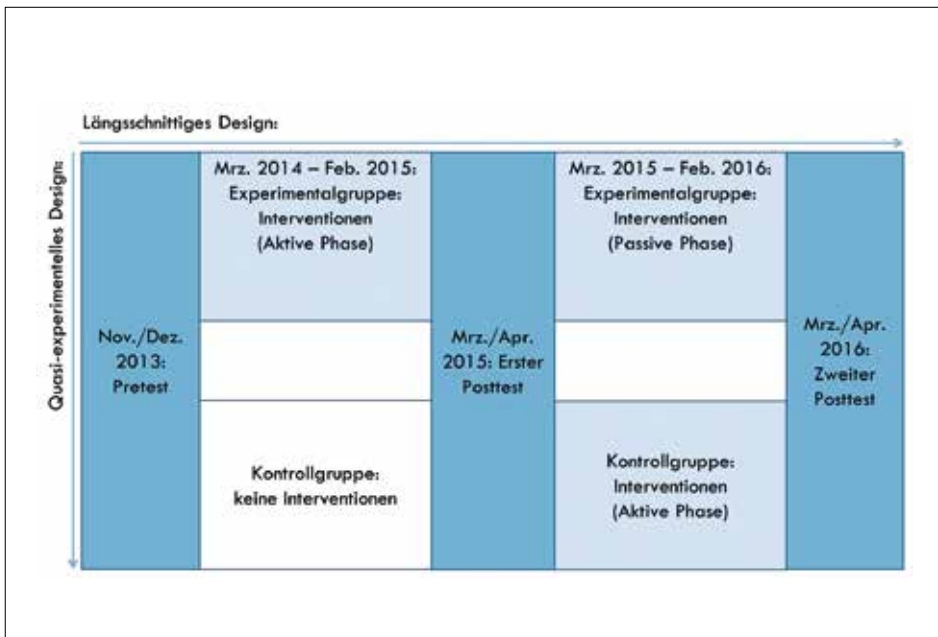 Längsschnittiges Design:
Quasi-experimentelles Design:
Nov./Dez.
2013:
Pretest
Mrz. 2014 – Feb. 2015:
Experimentalgruppe:
Interventionen
(Aktive Phase)
Kontrollgruppe:
keine Interventionen
Mrz./Apr.
2015: Erster
Posttest
Mrz. 2015 – Feb. 2016:
Experimentalgruppe:
Interventionen
(Passive Phase)
Kontrollgruppe:
Interventionen
(Aktive Phase)
Mrz./Apr.
2016:
Zweiter
Posttest